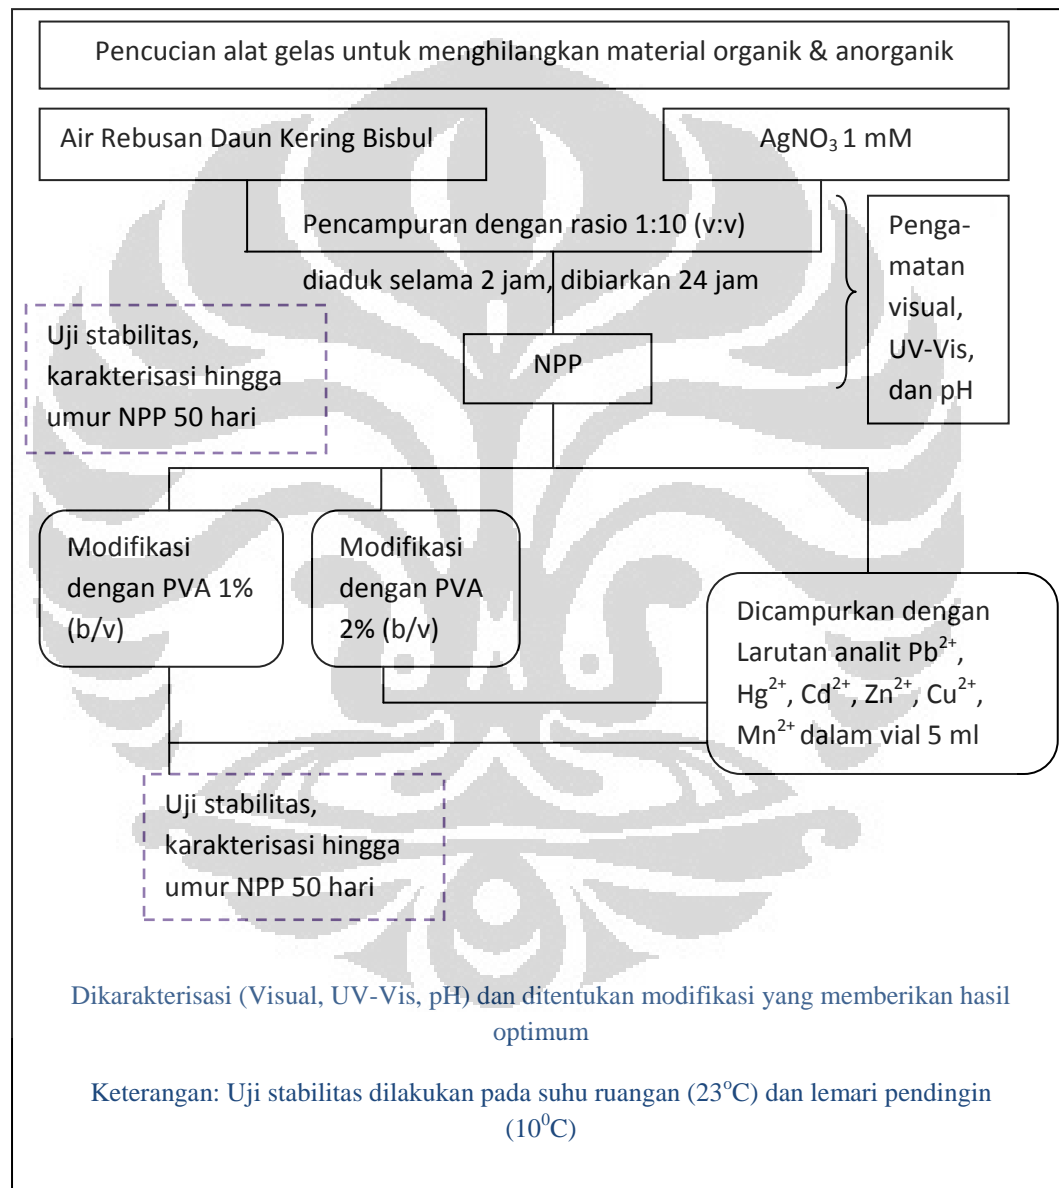 Pencucian alat gelas untuk menghilangkan material organik & anorganik
Air Rebusan Daun Kering Bisbul
AgNO₃ 1 mM
Pencampuran dengan rasio 1:10 (v:v)
diaduk selama 2 jam, dibiarkan 24 jam
Penga-
matan
visual,
UV-Vis,
dan pH
Uji stabilitas,
karakterisasi hingga
umur NPP 50 hari
NPP
Modifikasi
dengan PVA 1%
(b/v)
Modifikasi
dengan PVA
2% (b/v)
Dicampurkan dengan
Larutan analit Pb²⁺,
Hg²⁺, Cd²⁺, Zn²⁺, Cu²⁺,
Mn²⁺ dalam vial 5 ml
Uji stabilitas,
karakterisasi hingga
umur NPP 50 hari
Dikarakterisasi (Visual, UV-Vis, pH) dan ditentukan modifikasi yang memberikan hasil
optimum
Keterangan: Uji stabilitas dilakukan pada suhu ruangan (23°C) dan lemari pendingin
(10⁰C)